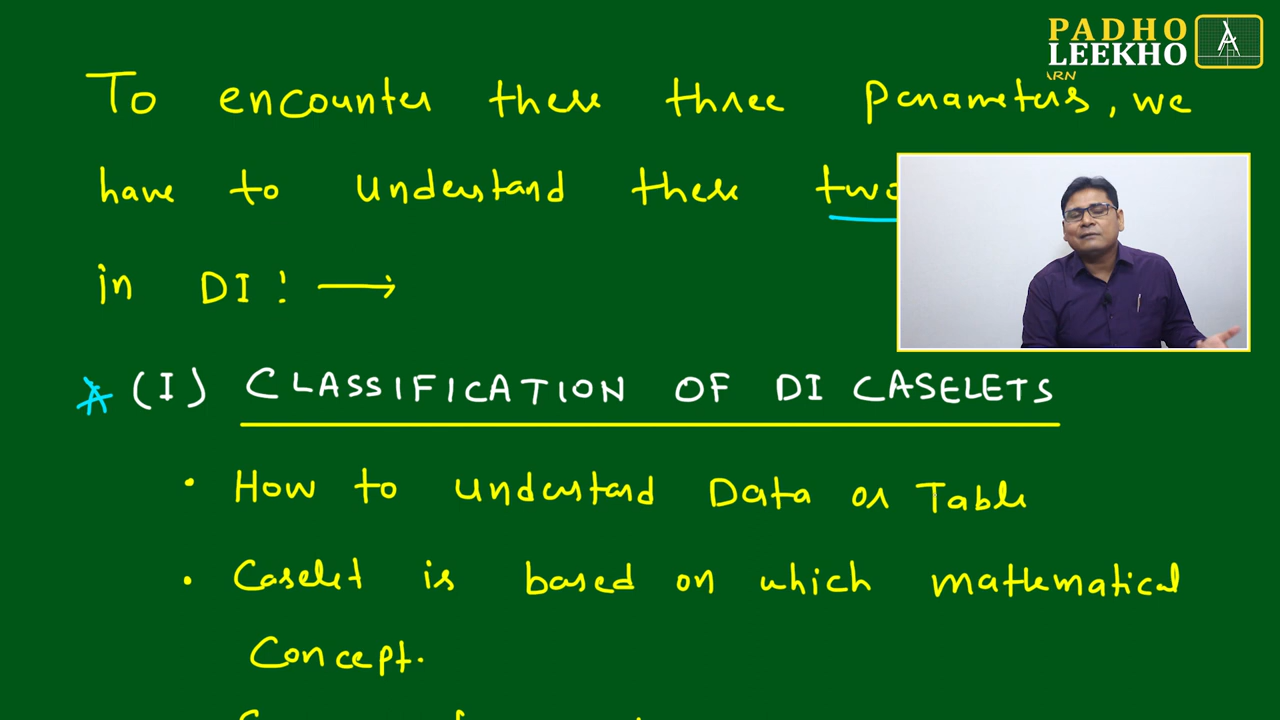 PADHO
LEEKHO
ARN
To encounter these three parameters, we
have to understand these two
in DI! →
(I) CLASSIFICATION OF DI CASELETS
• How to understand Data or Table
• Caselet is based on which mathematical
Concept.